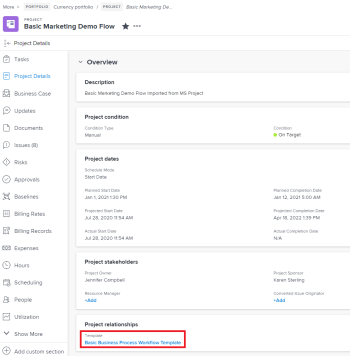 More > PORTFOLIO Currency portfolio / PROJECT Basic Marketing De...
PROJECT
Basic Marketing Demo Flow
Project Details
Tasks
Project Details
Business Case
Updates
Documents
Issues (8)
Risks
Approvals
Baselines
Billing Rates
Billing Records
Expenses
Hours
Scheduling
People
Utilization
Show More
Add custom section
Overview
Description
Basic Marketing Demo Flow imported from MS Project
Project condition
Condition Type
Manual
Condition
On Target
Project dates
Schedule Mode
Start Date
Planned Start Date
Jan 1, 2021 1:30 PM
Planned Completion Date
Jan 12, 2021 5:00 AM
Projected Start Date
Jul 28, 2020 11:54 AM
Projected Completion Date
Apr 18, 2022 1:39 PM
Actual Start Date
Jul 28, 2020 11:54 AM
Actual Completion Date
N/A
Project stakeholders
Project Owner
Jennifer Campbell
Project Sponsor
Karen Sterling
Resource Manager
+Add
Converted Issue Originator
+Add
Project relationships
Template
Basic Business Process Workflow Template